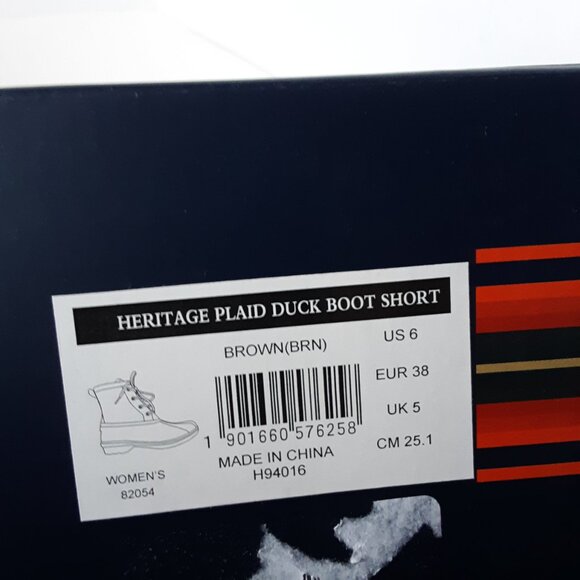 HERITAGE PLAID DUCK BOOT SHORT
BROWN(BRN)
US 6
EUR 38
UK 5
CM 25.1
1 901660 576258
MADE IN CHINA
H94016
WOMEN'S
82054